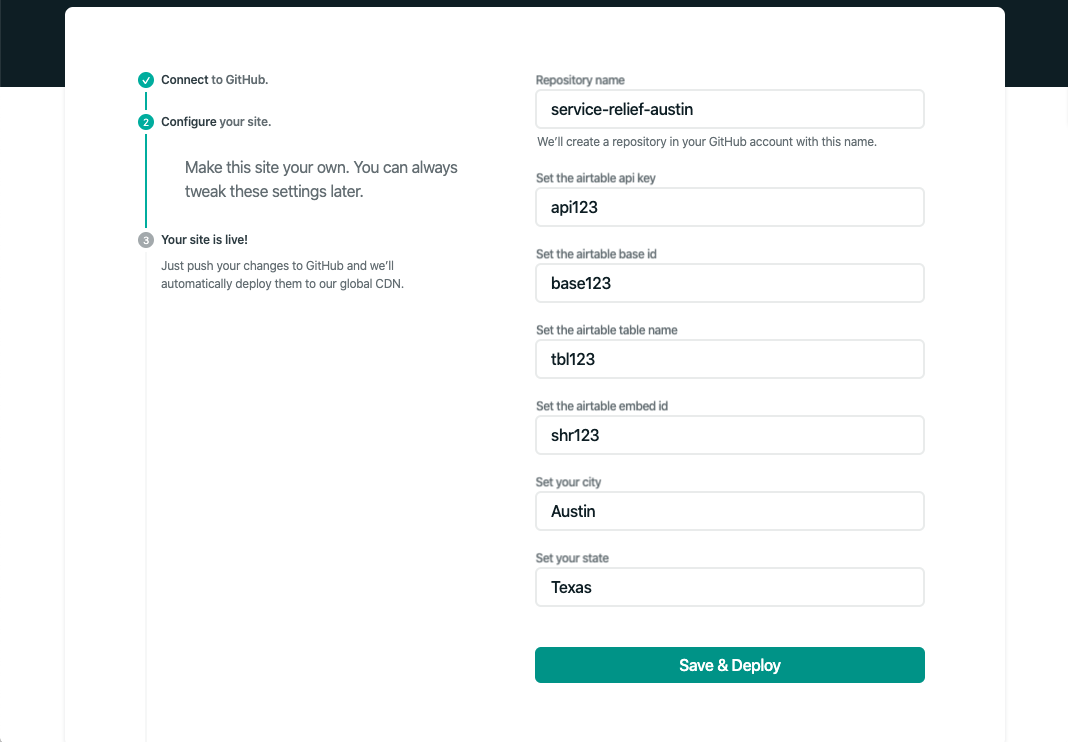 Connect to GitHub.
2
Configure your site.
Make this site your own. You can always
tweak these settings later.
3
Your site is live!
Just push your changes to GitHub and we'll
automatically deploy them to our global CDN.
Repository name
service-relief-austin
We'll create a repository in your GitHub account with this name.
Set the airtable api key
api123
Set the airtable base id
base123
Set the airtable table name
tbl123
Set the airtable embed id
shr123
Set your city
Austin
Set your state
Texas
Save & Deploy